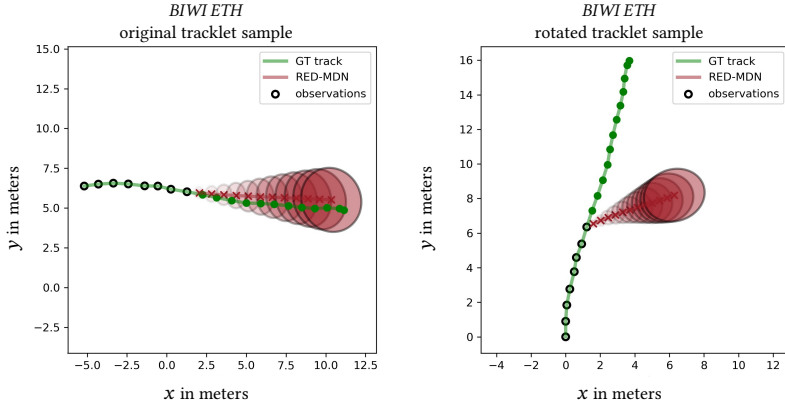 BIWI ETH
original tracklet sample
GT track
RED-MDN
observations
15.0
12.5
10.0
7.5
5.0
2.5
0.0
−2.5
y in meters
−5.0 −2.5 0.0 2.5 5.0 7.5 10.0 12.5
x in meters
BIWI ETH
rotated tracklet sample
GT track
RED-MDN
observations
16
14
12
10
8
6
4
2
0
y in meters
−4 −2 0 2 4 6 8 10 12
x in meters